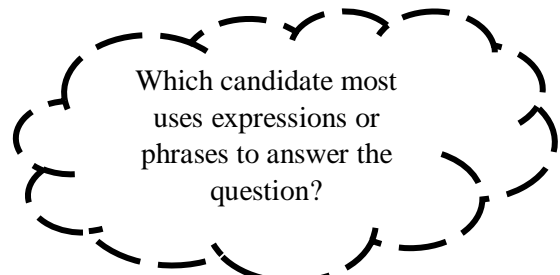 Which candidate most
uses expressions or
phrases to answer the
question?